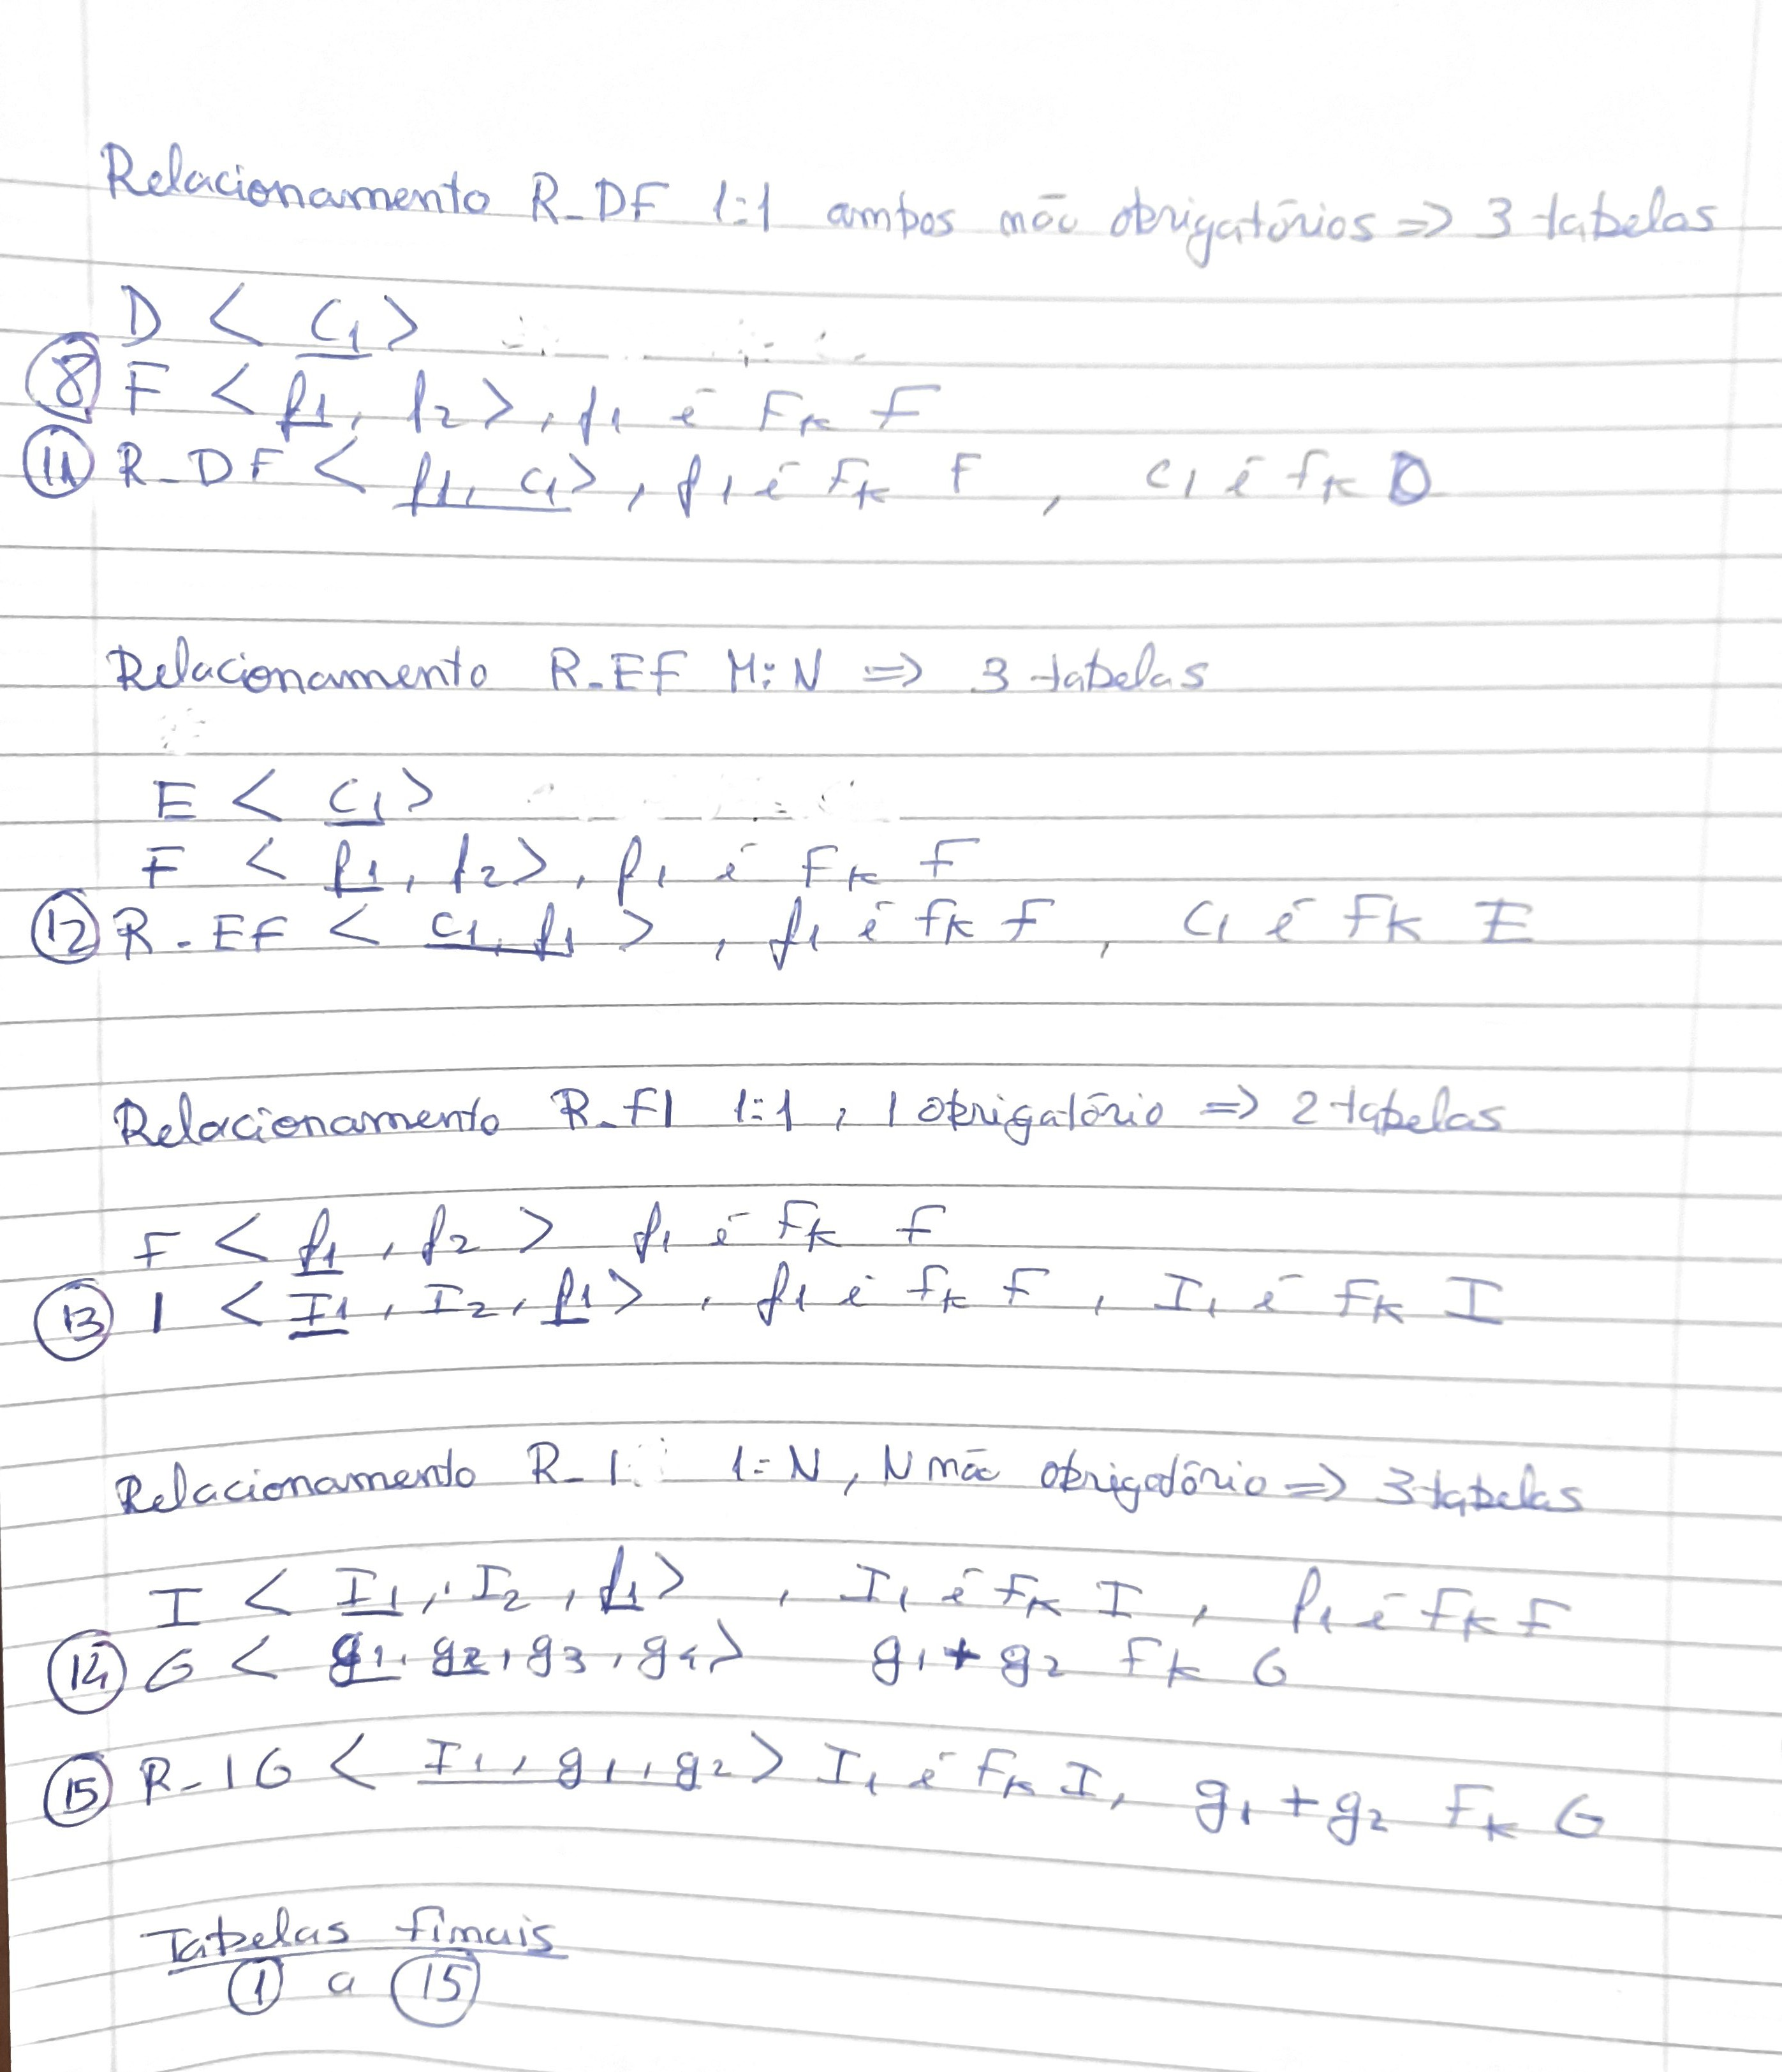 Relacionamento R_DF 1:1 ambos não obrigatórios => 3 tabelas
D < c1>
8 F < f1, f2>, f1 é Fk F
11 R_DF < f1, c1>, f1 é Fk F , c1 é fk D
Relacionamento R_EF M:N => 3 tabelas
E < c1>
F < f1, f2>, f1 é Fk F
12 R_EF < c1, f1 > , f1 é fk F , c1 é Fk E
Relacionamento R_FI 1:1 , 1 obrigatório => 2 tabelas
F < f1, f2 > f1 é Fk F
13 I < I1, I2, f1> , f1 é fk F , I1 é Fk I
Relacionamento R_I 1:N, N não obrigatório => 3 tabelas
I < I1, I2, f1> , I1 é Fk I , f1 é Fk F
14 G < g1, g2, g3, g4> g1+g2 Fk G
15 R_IG < I1, g1, g2> I1 é Fk I, g1+g2 Fk G
Tabelas finais
1 a 15